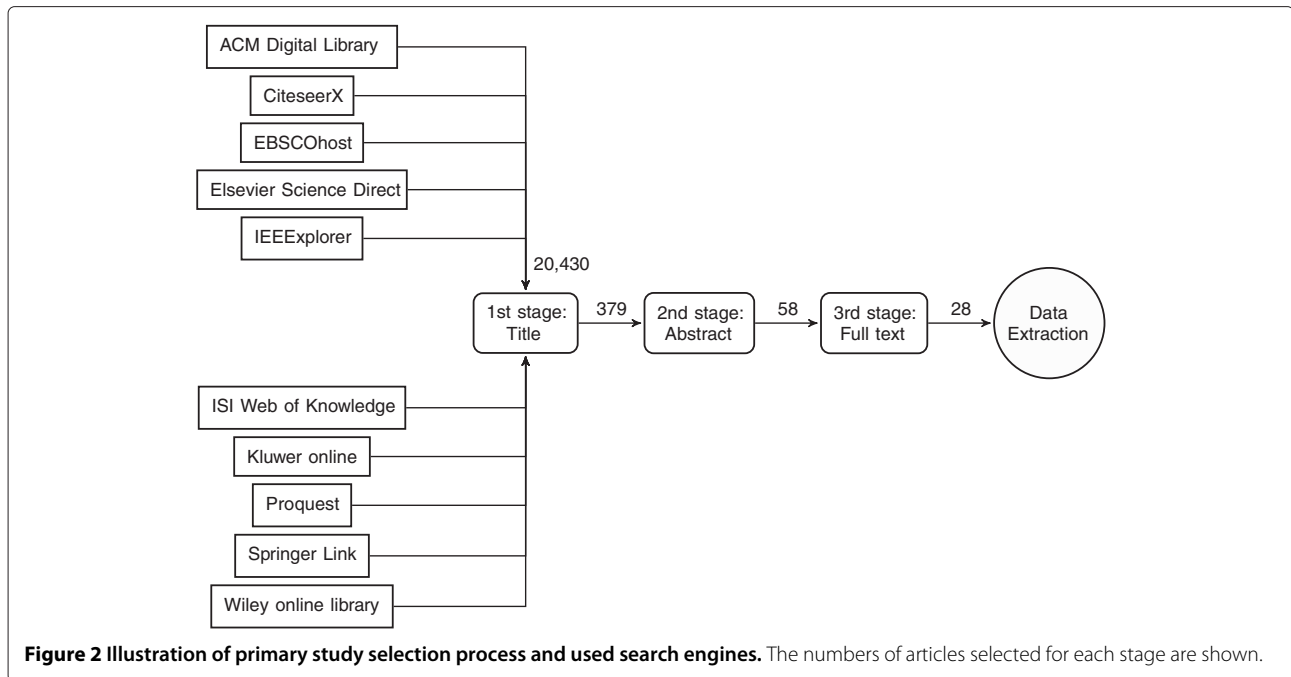 ACM Digital Library
CiteseerX
EBSCOhost
Elsevier Science Direct
IEEExplorer
20,430
1st stage:
Title
379
2nd stage:
Abstract
58
3rd stage:
Full text
28
Data
Extraction
ISI Web of Knowledge
Kluwer online
Proquest
Springer Link
Wiley online library
Figure 2 Illustration of primary study selection process and used search engines. The numbers of articles selected for each stage are shown.